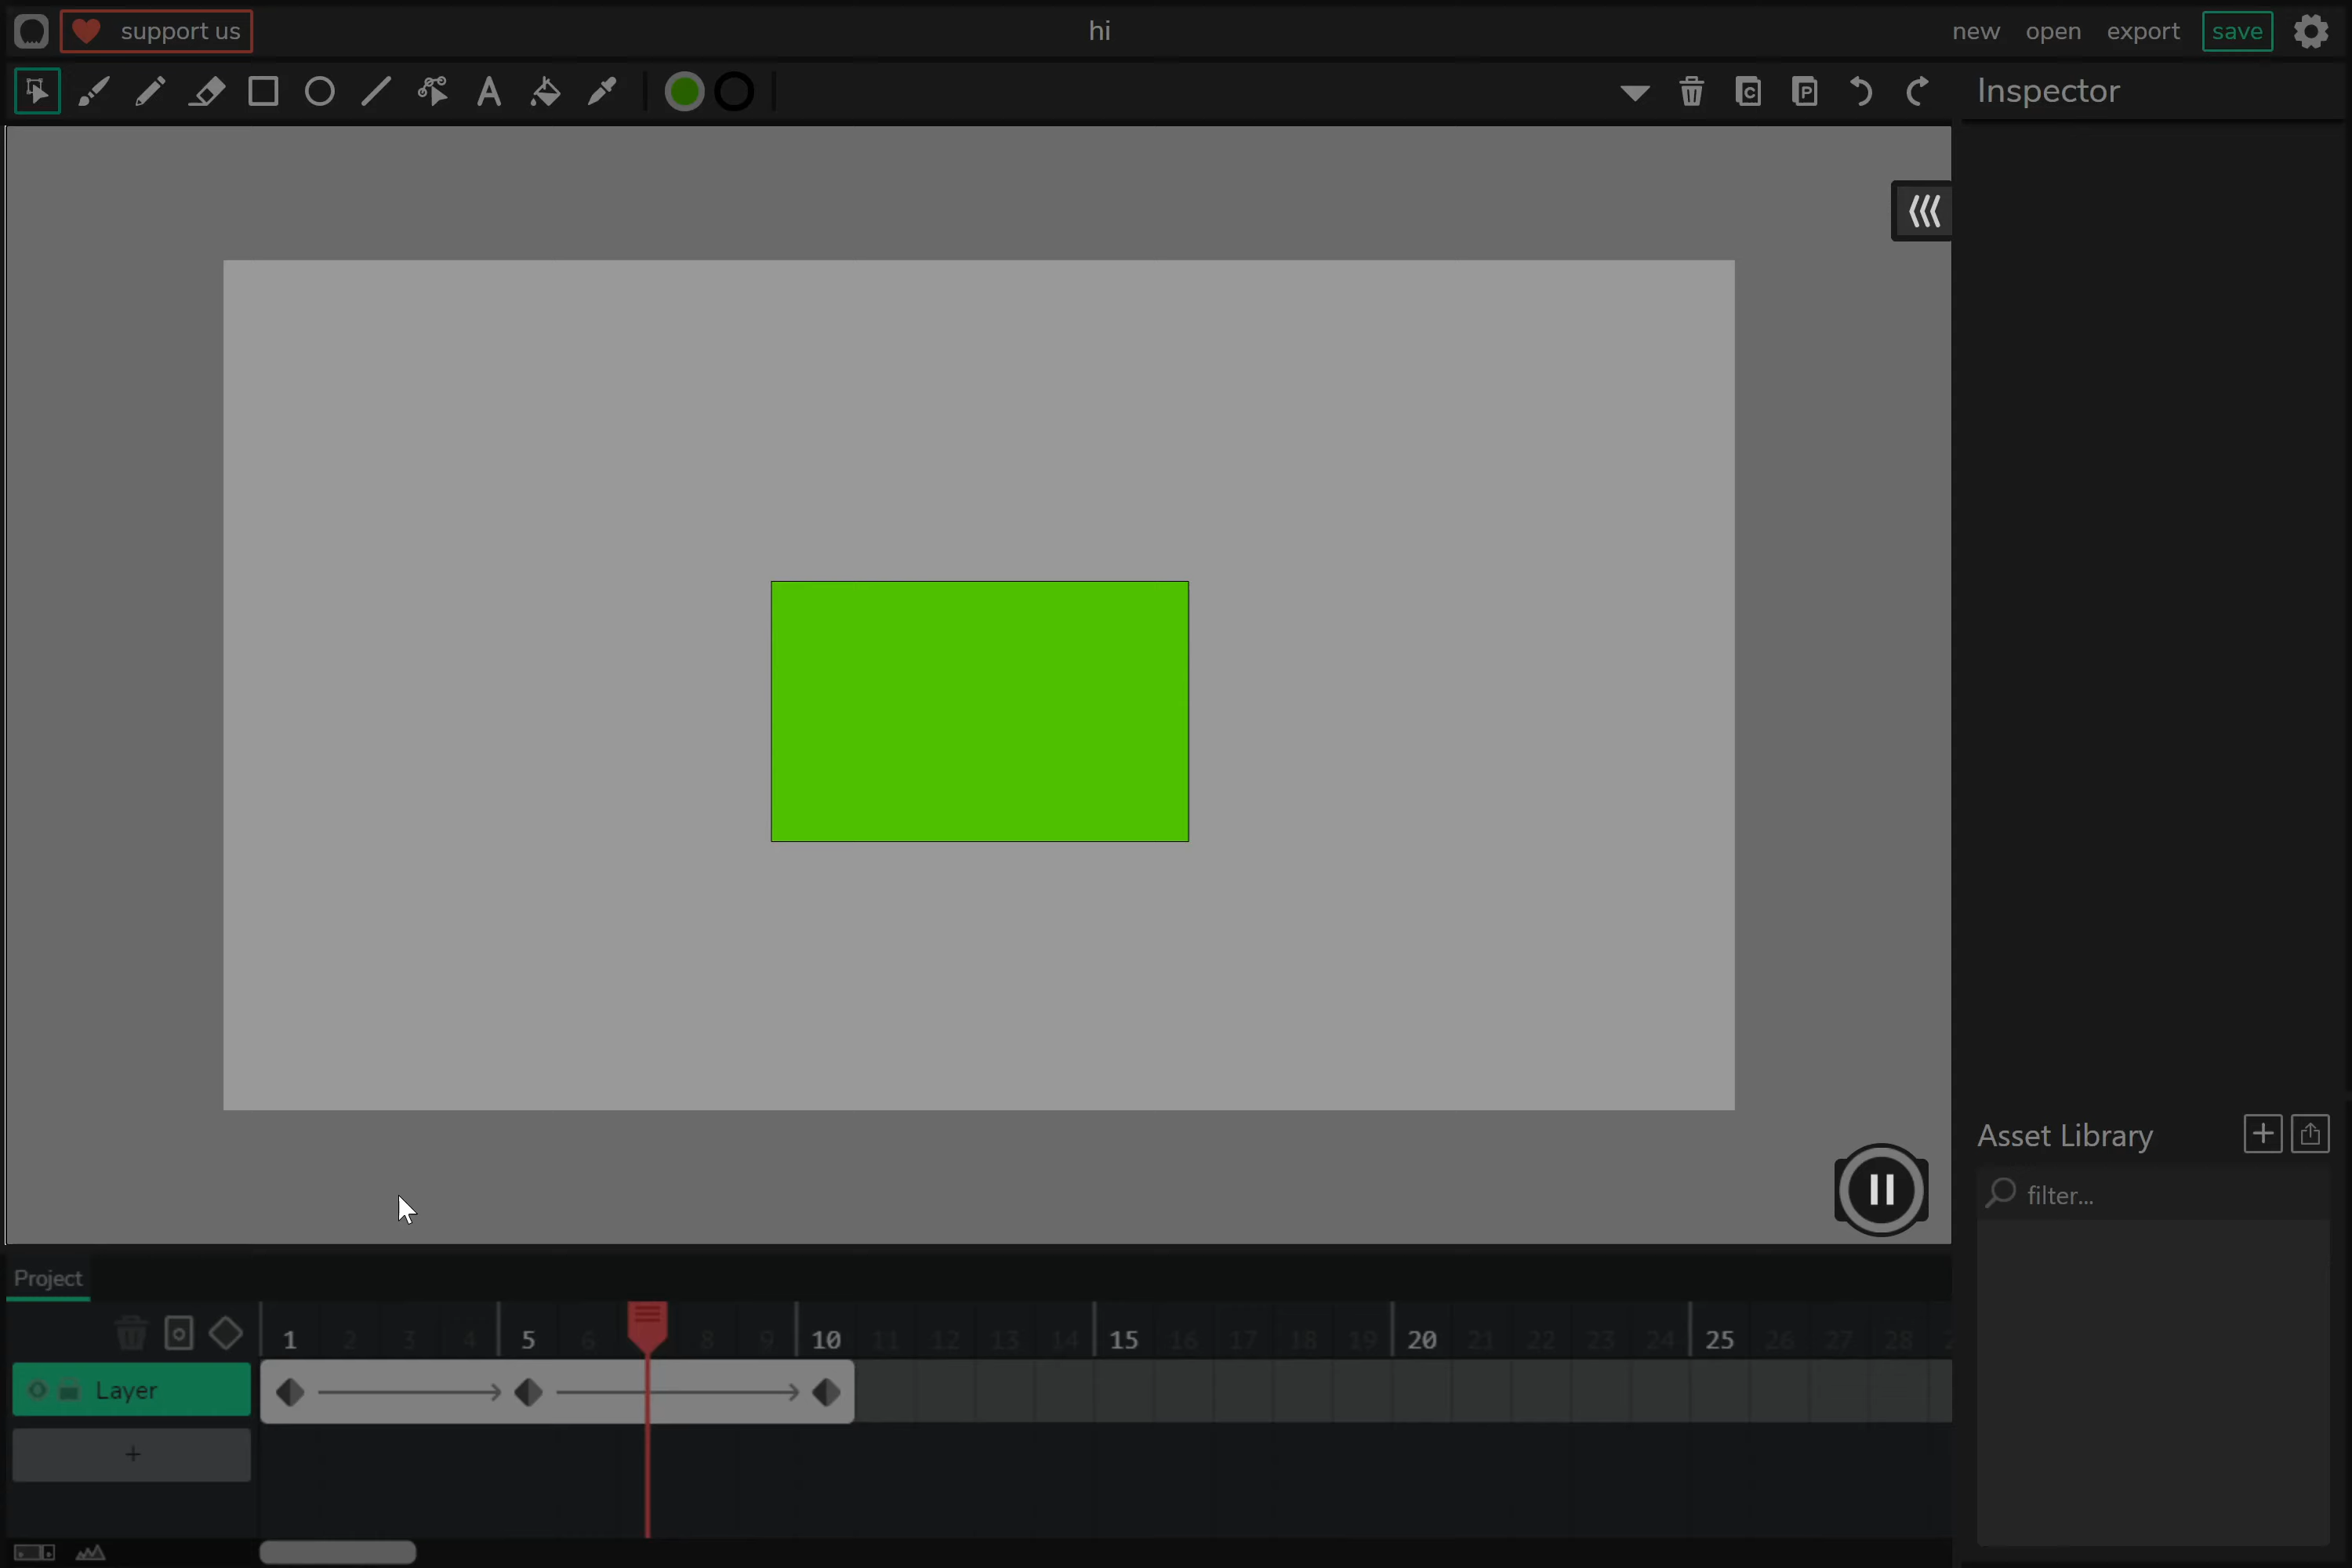 support us
hi
new open export save
Inspector
C P
Asset Library
filter...
Project
1 2 3 4 5 6 8 9 10 11 12 13 14 15 16 17 18 19 20 21 22 23 24 25 26 27 28
Layer
+